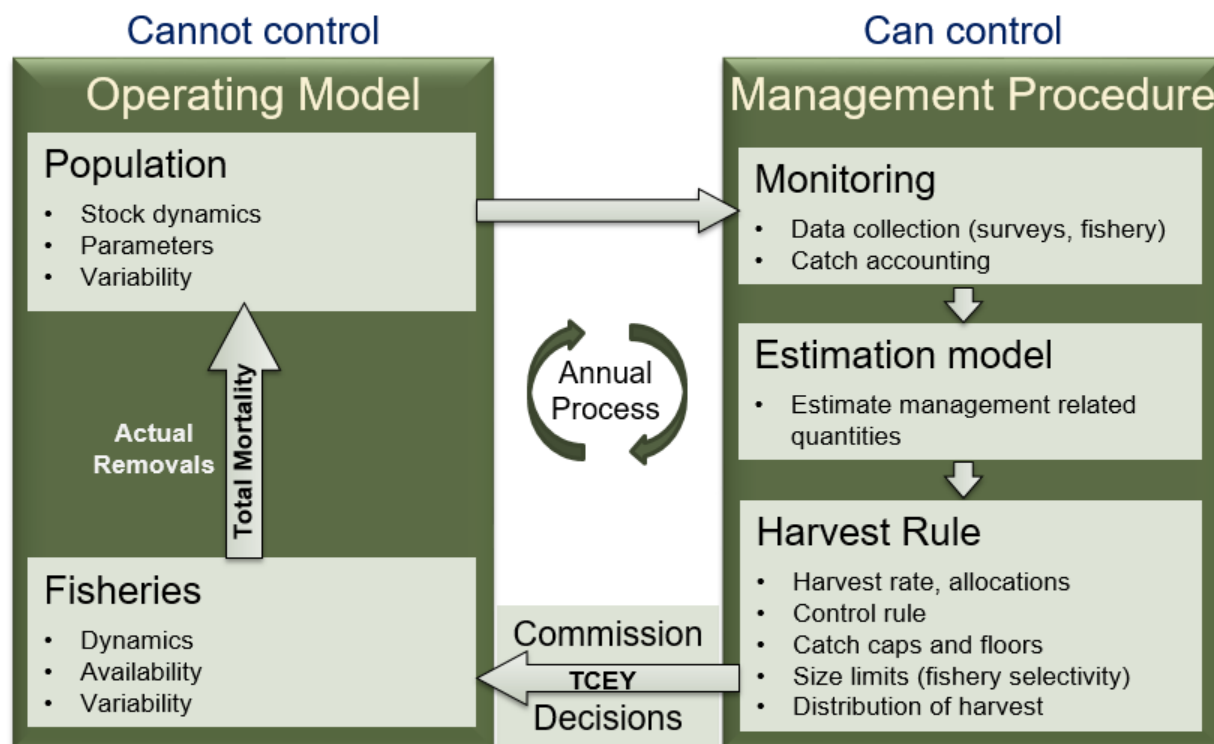 Cannot control
Operating Model
Population
• Stock dynamics
• Parameters
• Variability
Actual
Removals
Total Mortality
Fisheries
• Dynamics
• Availability
• Variability
Annual
Process
Commission
TCEY
Decisions
Can control
Management Procedure
Monitoring
• Data collection (surveys, fishery)
• Catch accounting
Estimation model
• Estimate management related
quantities
Harvest Rule
• Harvest rate, allocations
• Control rule
• Catch caps and floors
• Size limits (fishery selectivity)
• Distribution of harvest